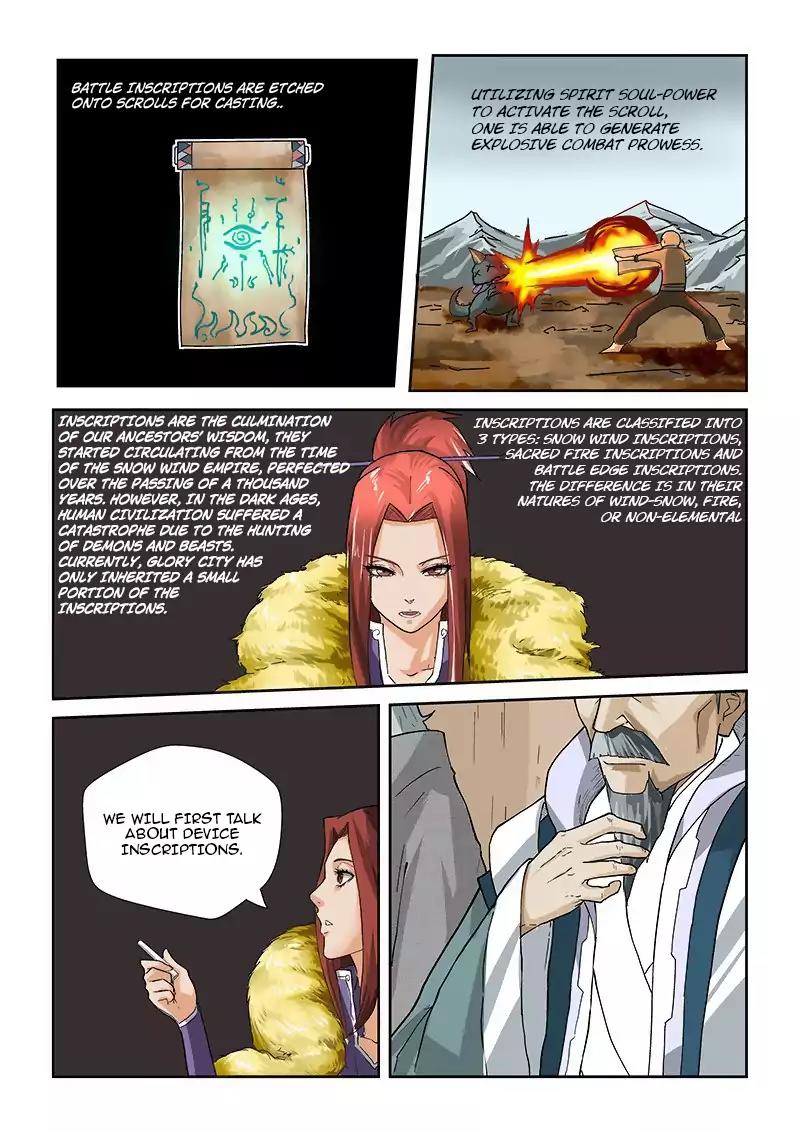 BATTLE INSCRIPTIONS ARE ETCHED
ONTO SCROLLS FOR CASTING..
UTILIZING SPIRIT SOUL-POWER
TO ACTIVATE THE SCROLL,
ONE IS ABLE TO GENERATE
EXPLOSIVE COMBAT PROWESS.
INSCRIPTIONS ARE THE CULMINATION
OF OUR ANCESTORS' WISDOM, THEY
STARTED CIRCULATING FROM THE TIME
OF THE SNOW WIND EMPIRE, PERFECTED
OVER THE PASSING OF A THOUSAND
YEARS. HOWEVER, IN THE DARK AGES,
HUMAN CIVILIZATION SUFFERED A
CATASTROPHE DUE TO THE HUNTING
OF DEMONS AND BEASTS.
CURRENTLY, GLORY CITY HAS
ONLY INHERITED A SMALL
PORTION OF THE
INSCRIPTIONS.
INSCRIPTIONS ARE CLASSIFIED INTO
3 TYPES: SNOW WIND INSCRIPTIONS,
SACRED FIRE INSCRIPTIONS AND
BATTLE EDGE INSCRIPTIONS.
THE DIFFERENCE IS IN THEIR
NATURES OF WIND-SNOW, FIRE,
OR NON-ELEMENTAL
WE WILL FIRST TALK
ABOUT DEVICE
INSCRIPTIONS.